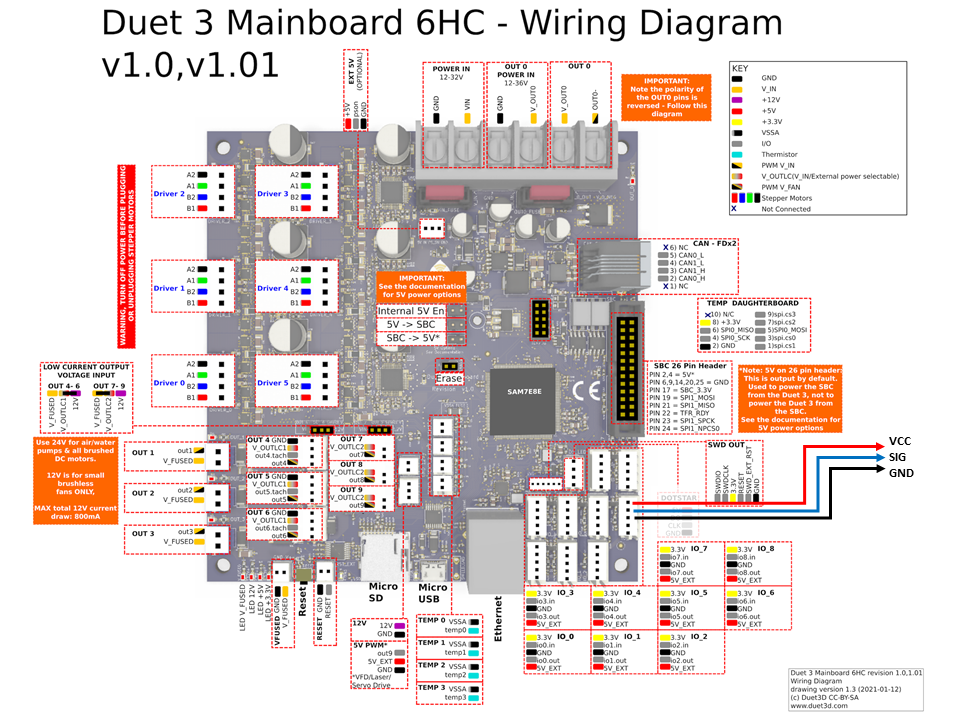 Duet 3 Mainboard 6HC - Wiring Diagram
v1.0,v1.01
EXT 5V
(OPTIONAL)
+5V
pson
GND
POWER IN
12-32V
GND
VIN
OUT 0
POWER IN
12-36V
GND
V_OUT0
OUT 0
V_OUT0
OUT0-
IMPORTANT:
Note the polarity of
the OUT0 pins is
reversed - Follow this
diagram
KEY
GND
V_IN
+12V
+5V
+3.3V
VSSA
I/O
Thermistor
PWM V_IN
V_OUTLC(V_IN/External power selectable)
PWM V_FAN
Stepper Motors
X Not Connected
WARNING, TURN OFF POWER BEFORE PLUGGING
OR UNPLUGGING STEPPER MOTORS
Driver 2
A2
A1
B2
B1
Driver 3
A2
A1
B2
B1
Driver 1
A2
A1
B2
B1
Driver 4
A2
A1
B2
B1
Driver 0
A2
A1
B2
B1
Driver 5
A2
A1
B2
B1
CAN - FDx2
X 6) NC
5) CAN0_L
4) CAN1_L
3) CAN1_H
2) CAN0_H
X 1) NC
IMPORTANT:
See the documentation
for 5V power options
Internal 5V En
5V -> SBC
SBC -> 5V*
Erase
SAM78E
CE
TEMP DAUGHTERBOARD
X10) N/C
8) +3.3V
6) SPI0_MISO
4) SPI0_SCK
2) GND
9)spi.cs3
7)spi.cs2
5)SPI0_MOSI
3)spi.cs0
1)spi.cs1
SBC 26 Pin Header
PIN 2,4 = 5V*
PIN 6,9,14,20,25 = GND
PIN 17 = SBC_3.3V
PIN 19 = SPI1_MOSI
PIN 21 = SPI1_MISO
PIN 22 = TFR_RDY
PIN 23 = SPI1_SPCK
PIN 24 = SPI1_NPCS0
*Note: 5V on 26 pin header:
This is output by default.
Used to power the SBC
from the Duet 3, not to
power the Duet 3 from
the SBC.
See the documentation for
5V power options
LOW CURRENT OUTPUT
VOLTAGE INPUT
OUT 4- 6
OUT 7- 9
V_FUSED
V_OUTLC1
12V
V_FUSED
V_OUTLC2
12V
Use 24V for air/water
pumps & all brushed
DC motors.
12V is for small
brushless
fans ONLY,
MAX total 12V current
draw: 800mA
OUT 1
out1
V_FUSED
OUT 2
out2
V_FUSED
OUT 3
out3
V_FUSED
OUT 4 GND
V_OUTLC1
out4.tach
out4
OUT 5 GND
V_OUTLC1
out5.tach
out5
OUT 6 GND
V_OUTLC1
out6.tach
out6
OUT 7
V_OUTLC2
out7
OUT 8
V_OUTLC2
out8
OUT 9
V_OUTLC2
out9
SWD OUT
SWDIO
SWDCLK
3.3V
RESET
SWD_EXT_RST
GND
VCC
SIG
GND
DOTSTAR
CLK
GND
LED V_FUSED
LED 12V
LED +5V
LED +3.3V
VFUSED GND
V_FUSED
Reset
RESET GND
RESET
Micro
SD
Micro
USB
Ethernet
12V
12V
GND
5V PWM*
out9
5V_EXT
GND
*VFD/Laser/
Servo Drive
TEMP 0 VSSA
temp0
TEMP 1 VSSA
temp1
TEMP 2 VSSA
temp2
TEMP 3 VSSA
temp3
3.3V IO_7
io7.in
GND
io7.out
5V_EXT
3.3V IO_8
io8.in
GND
io8.out
5V_EXT
3.3V IO_3
io3.in
GND
io3.out
5V_EXT
3.3V IO_4
io4.in
GND
io4.out
5V_EXT
3.3V IO_5
io5.in
GND
io5.out
5V_EXT
3.3V IO_6
io6.in
GND
io6.out
5V_EXT
3.3V IO_0
io0.in
GND
io0.out
5V_EXT
3.3V IO_1
io1.in
GND
io1.out
5V_EXT
3.3V IO_2
io2.in
GND
io2.out
5V_EXT
Duet 3 Mainboard 6HC revision 1.0,1.01
Wiring Diagram
drawing version 1.3 (2021-01-12)
(c) Duet3D CC-BY-SA
www.duet3d.com